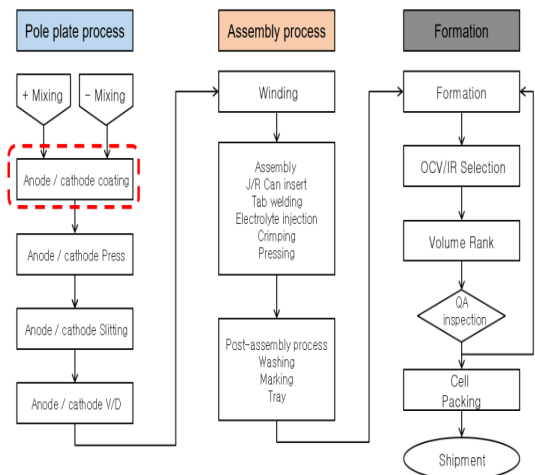 Pole plate process
+ Mixing
− Mixing
Anode / cathode coating
Anode / cathode Press
Anode / cathode Slitting
Anode / cathode V/D
Assembly process
Winding
Assembly
J/R Can insert
Tab welding
Electrolyte injection
Crimping
Pressing
Post-assembly process
Washing
Marking
Tray
Formation
Formation
OCV/IR Selection
Volume Rank
QA
inspection
Cell
Packing
Shipment